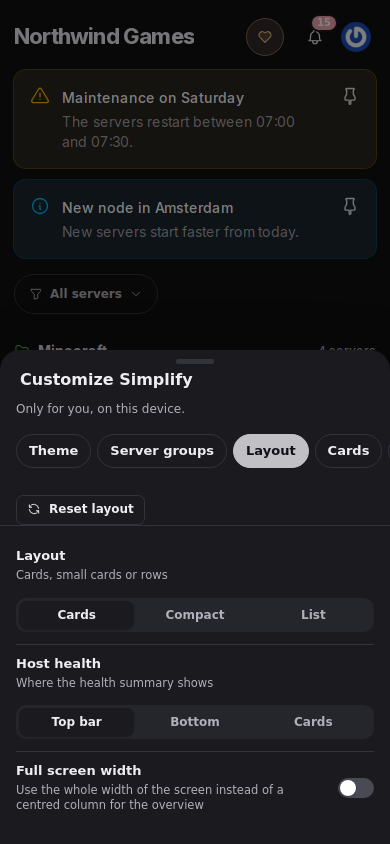 Northwind Games
15
Maintenance on Saturday
The servers restart between 07:00
and 07:30.
New node in Amsterdam
New servers start faster from today.
All servers
Minecraft 4 servers
Customize Simplify
Only for you, on this device.
Theme Server groups Layout Cards
Reset layout
Layout
Cards, small cards or rows
Cards Compact List
Host health
Where the health summary shows
Top bar Bottom Cards
Full screen width
Use the whole width of the screen instead of a
centred column for the overview